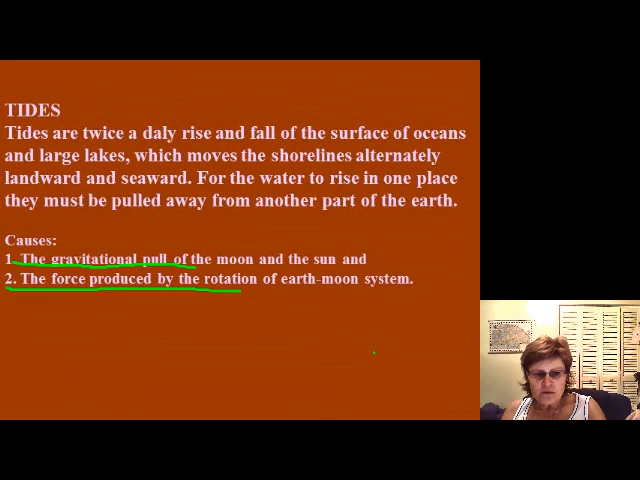 TIDES
Tides are twice a daly rise and fall of the surface of oceans
and large lakes, which moves the shorelines alternately
landward and seaward. For the water to rise in one place
they must be pulled away from another part of the earth.
Causes:
1. The gravitational pull of the moon and the sun and
2. The force produced by the rotation of earth-moon system.